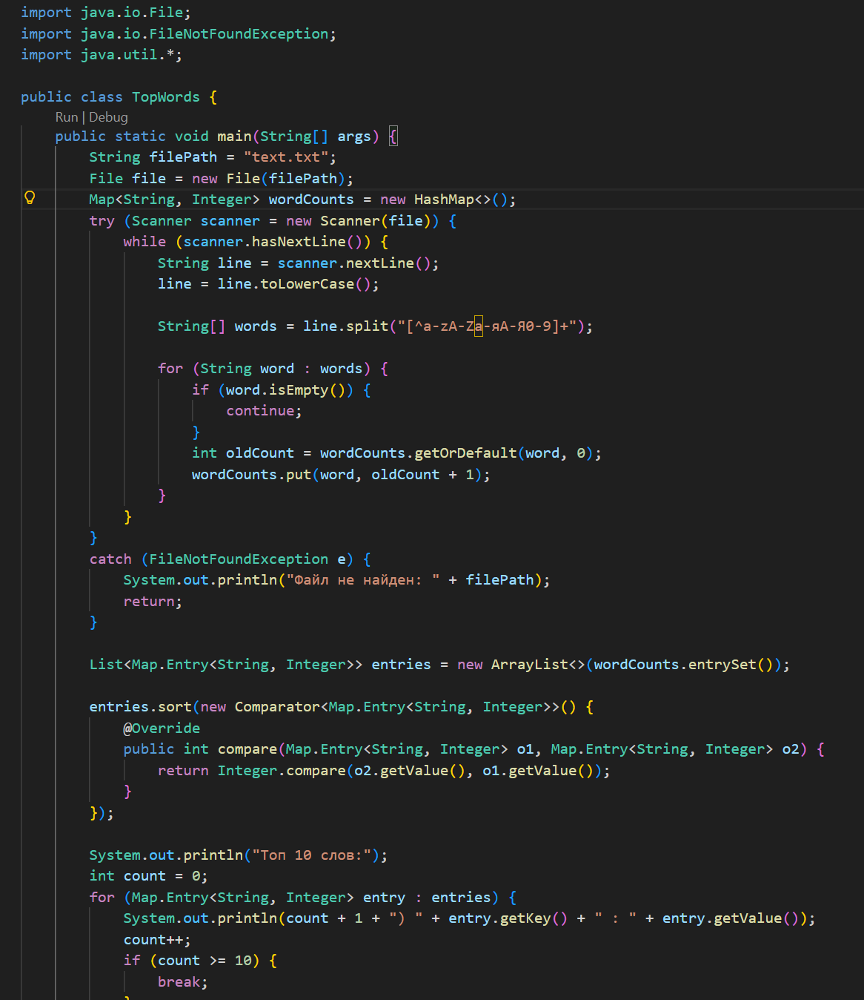 import java.io.File;
import java.io.FileNotFoundException;
import java.util.*;
public class TopWords {
Run | Debug
public static void main(String[] args) {
String filePath = "text.txt";
File file = new File(filePath);
Map<String, Integer> wordCounts = new HashMap<>();
try (Scanner scanner = new Scanner(file)) {
while (scanner.hasNextLine()) {
String line = scanner.nextLine();
line = line.toLowerCase();
String[] words = line.split("[^a-zA-Zа-яА-Я0-9]+");
for (String word : words) {
if (word.isEmpty()) {
continue;
}
int oldCount = wordCounts.getOrDefault(word, 0);
wordCounts.put(word, oldCount + 1);
}
}
}
catch (FileNotFoundException e) {
System.out.println("Файл не найден: " + filePath);
return;
}
List<Map.Entry<String, Integer>> entries = new ArrayList<>(wordCounts.entrySet());
entries.sort(new Comparator<Map.Entry<String, Integer>>() {
@Override
public int compare(Map.Entry<String, Integer> o1, Map.Entry<String, Integer> o2) {
return Integer.compare(o2.getValue(), o1.getValue());
}
});
System.out.println("Топ 10 слов:");
int count = 0;
for (Map.Entry<String, Integer> entry : entries) {
System.out.println(count + 1 + ") " + entry.getKey() + " : " + entry.getValue());
count++;
if (count >= 10) {
break;